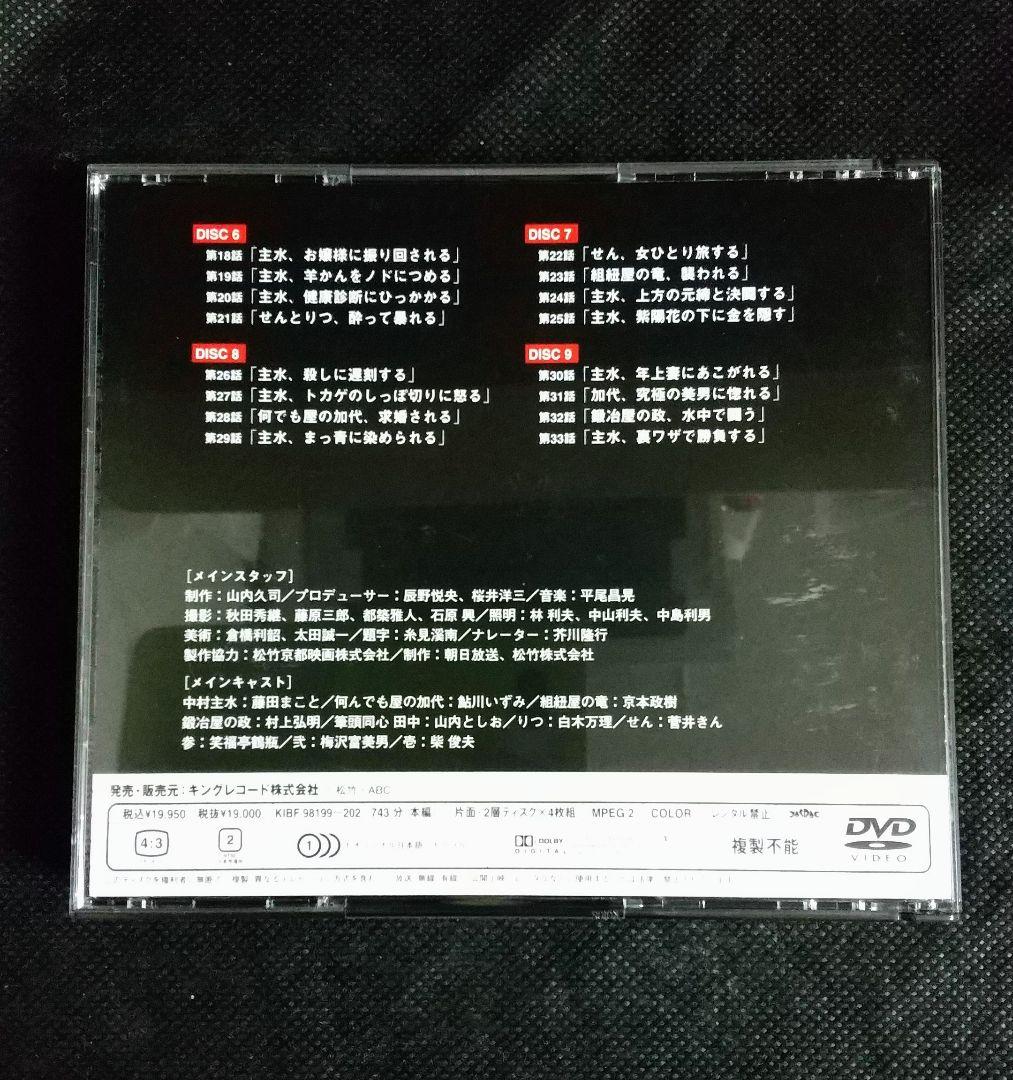 DISC 6
第18話「主水、お嬢様に振り回される」
第19話「主水、羊かんをノドにつめる」
第20話「主水、健康診断にひっかかる」
第21話「せんとりつ、酔って暴れる」
DISC 7
第22話「せん、女ひとり旅する」
第23話「組紐屋の竜、襲われる」
第24話「主水、上方の元締と決闘する」
第25話「主水、紫陽花の下に金を隠す」
DISC 8
第26話「主水、殺しに遅刻する」
第27話「主水、トカゲのしっぽ切りに怒る」
第28話「何でも屋の加代、求婚される」
第29話「主水、まっ青に染められる」
DISC 9
第30話「主水、年上妻にあこがれる」
第31話「加代、究極の美男に惚れる」
第32話「鍛冶屋の政、水中で闘う」
第33話「主水、裏ワザで勝負する」
[メインスタッフ]
制作：山内久司／プロデューサー：辰野悦央、桜井洋三／音楽：平尾昌晃
撮影：秋田秀継、藤原三郎、都築雅人、石原 興／照明：林 利夫、中山利夫、中島利男
美術：倉橋利韶、太田誠一／題字：糸見溪南／ナレーター：芥川隆行
製作協力：松竹京都映画株式会社／制作：朝日放送、松竹株式会社
[メインキャスト]
中村主水：藤田まこと／何んでも屋の加代：鮎川いずみ／組紐屋の竜：京本政樹
鍛冶屋の政：村上弘明／筆頭同心 田中：山内としお／りつ：白木万理／せん：菅井きん
参：笑福亭鶴瓶／弐：梅沢富美男／壱：柴 俊夫
発売・販売元：キングレコード株式会社 松竹・ABC
税込¥19,950 税抜¥19,000 KIBF 98199—202 743分 本編 片面・2層ディスク×4枚組 MPEG 2 COLOR レンタル禁止 JASRAC
4:3
2
1
DOLBY
DIGITAL
複製不能
DVD
VIDEO